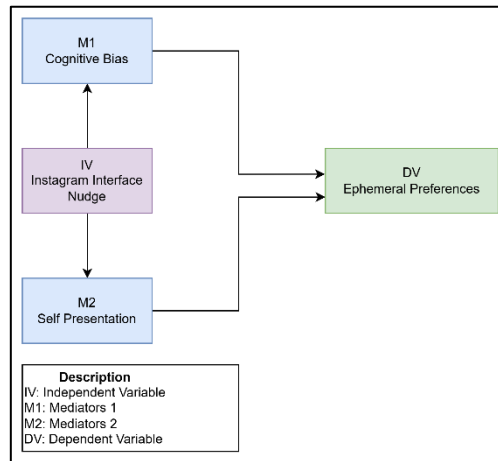 M1
Cognitive Bias
IV
Instagram Interface
Nudge
DV
Ephemeral Preferences
M2
Self Presentation
Description
IV: Independent Variable
M1: Mediators 1
M2: Mediators 2
DV: Dependent Variable